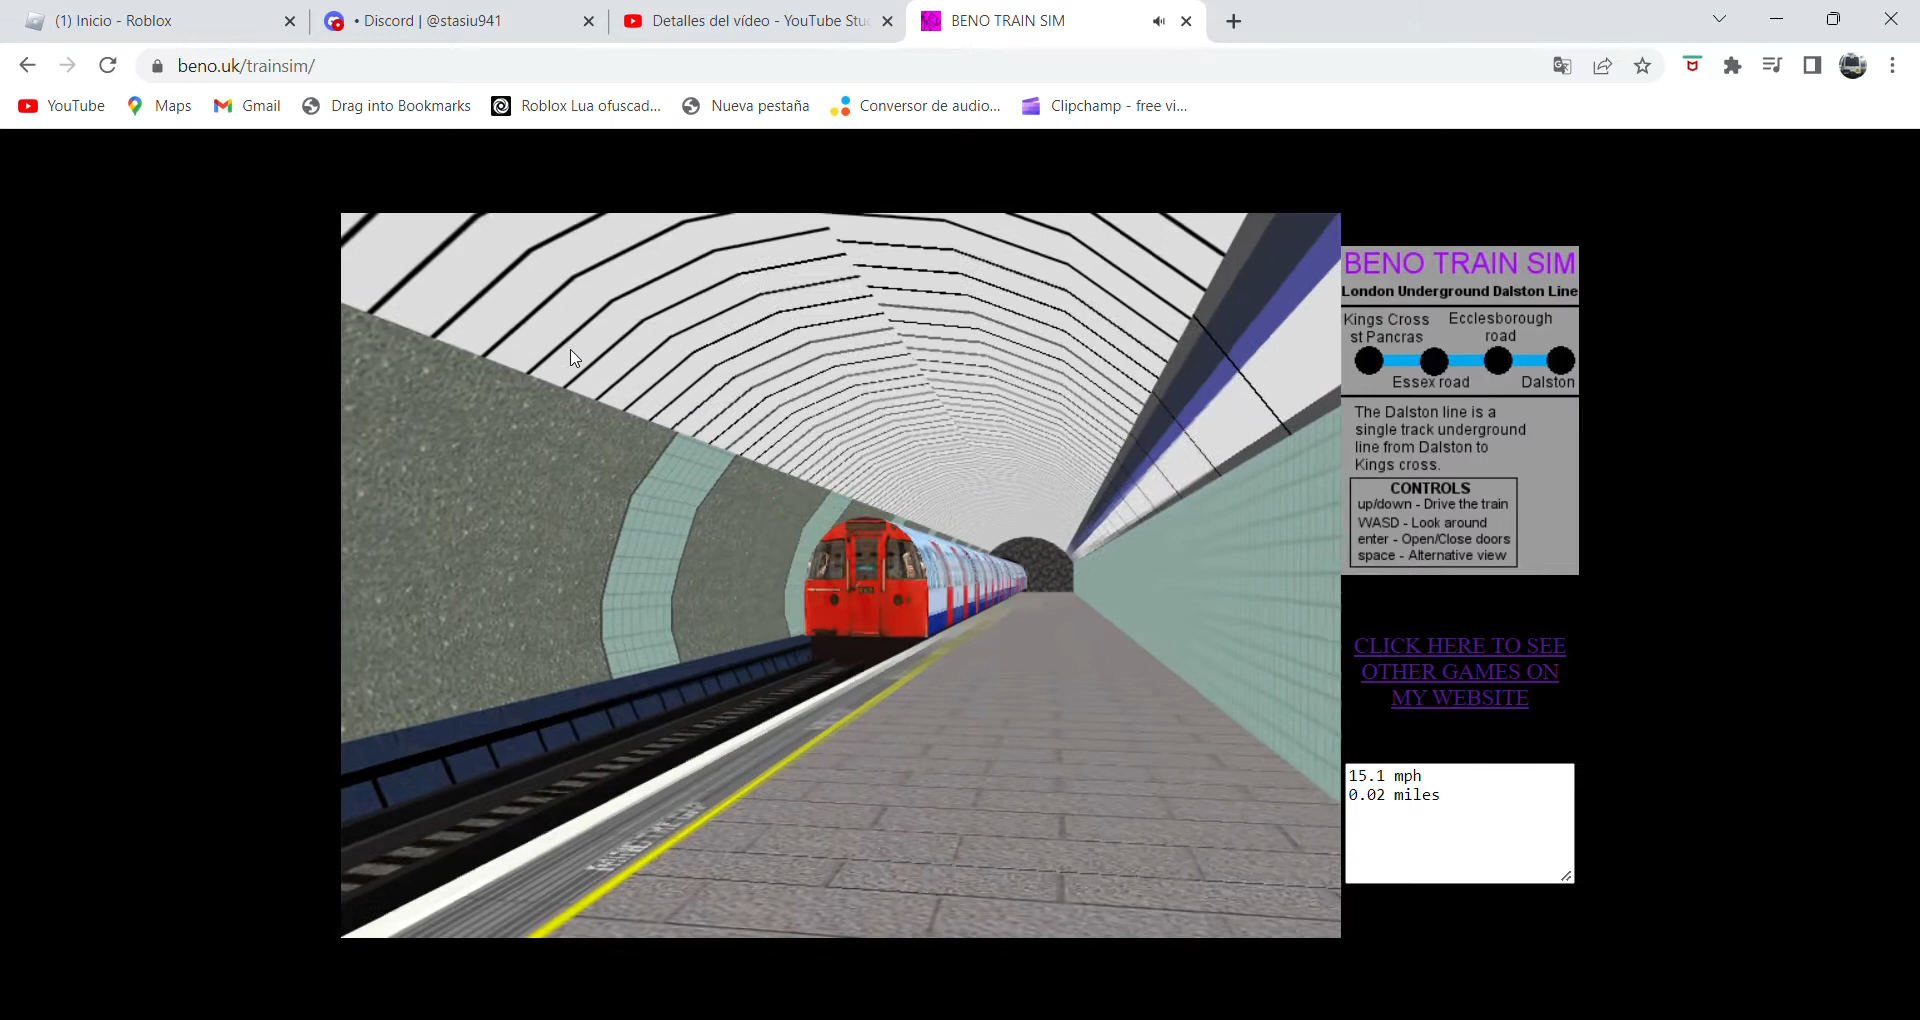 (1) Inicio - Roblox
• Discord | @stasiu941
Detalles del vídeo - YouTube Stu
BENO TRAIN SIM
beno.uk/trainsim/
YouTube
Maps
Gmail
Drag into Bookmarks
Roblox Lua ofuscad...
Nueva pestaña
Conversor de audio...
Clipchamp - free vi...
BENO TRAIN SIM
London Underground Dalston Line
Kings Cross Ecclesborough
st Pancras road
Essex road Dalston
The Dalston line is a
single track underground
line from Dalston to
Kings cross.
CONTROLS
up/down - Drive the train
WASD - Look around
enter - Open/Close doors
space - Alternative view
CLICK HERE TO SEE
OTHER GAMES ON
MY WEBSITE
15.1 mph
0.02 miles
MIND THE GAP